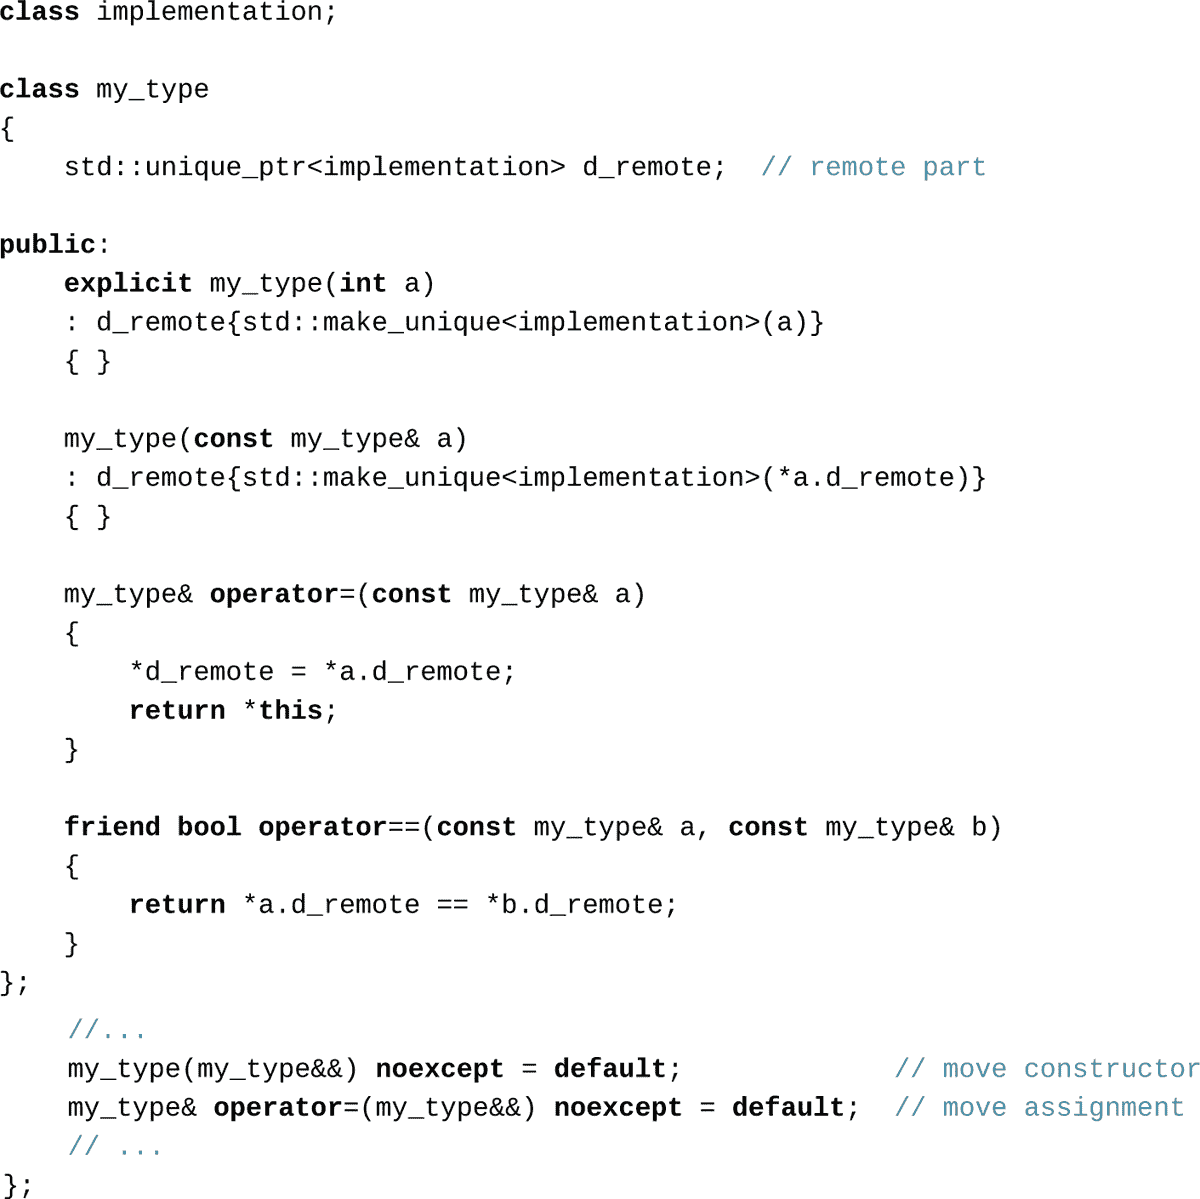 class implementation;
class my_type
{
    std::unique_ptr<implementation> d_remote;  // remote part
public:
    explicit my_type(int a)
    : d_remote{std::make_unique<implementation>(a)}
    { }
    my_type(const my_type& a)
    : d_remote{std::make_unique<implementation>(*a.d_remote)}
    { }
    my_type& operator=(const my_type& a)
    {
        *d_remote = *a.d_remote;
        return *this;
    }
    friend bool operator==(const my_type& a, const my_type& b)
    {
        return *a.d_remote == *b.d_remote;
    }
};
    //...
    my_type(my_type&&) noexcept = default;             // move constructor
    my_type& operator=(my_type&&) noexcept = default;  // move assignment
    // ...
};